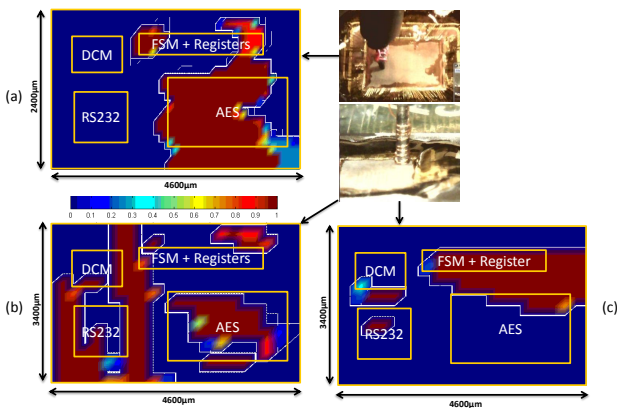 (a)
DCM
FSM + Registers
RS232
AES
2400µm
4600µm
0 0.1 0.2 0.3 0.4 0.5 0.6 0.7 0.8 0.9 1
(b)
DCM
FSM + Registers
RS232
AES
3400µm
4600µm
DCM
FSM + Register
RS232
AES
(c)
3400µm
4600µm